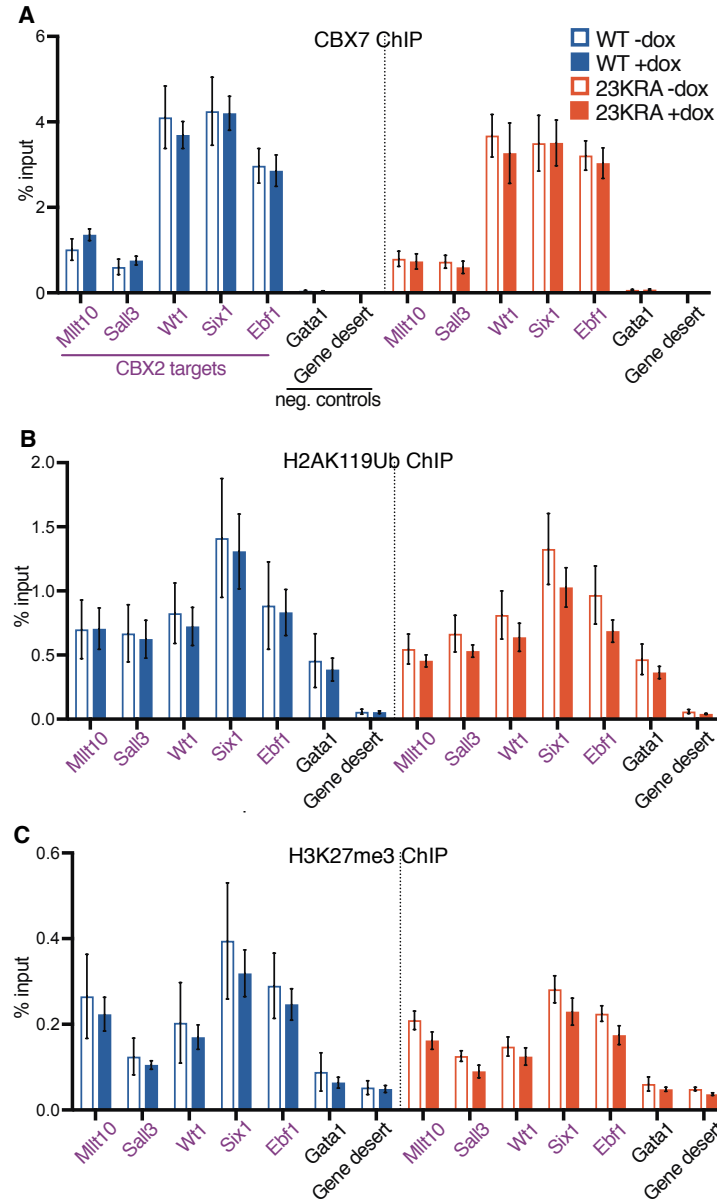 A
CBX7 ChIP
WT -dox
WT +dox
23KRA -dox
23KRA +dox
% input
6
4
2
0
Mllt10
Sall3
Wt1
Six1
Ebf1
Gata1
Gene desert
Mllt10
Sall3
Wt1
Six1
Ebf1
Gata1
Gene desert
CBX2 targets
neg. controls
B
H2AK119Ub ChIP
% input
2.0
1.5
1.0
0.5
0.0
Mllt10
Sall3
Wt1
Six1
Ebf1
Gata1
Gene desert
Mllt10
Sall3
Wt1
Six1
Ebf1
Gata1
Gene desert
C
H3K27me3 ChIP
% input
0.6
0.4
0.2
0.0
Mllt10
Sall3
Wt1
Six1
Ebf1
Gata1
Gene desert
Mllt10
Sall3
Wt1
Six1
Ebf1
Gata1
Gene desert